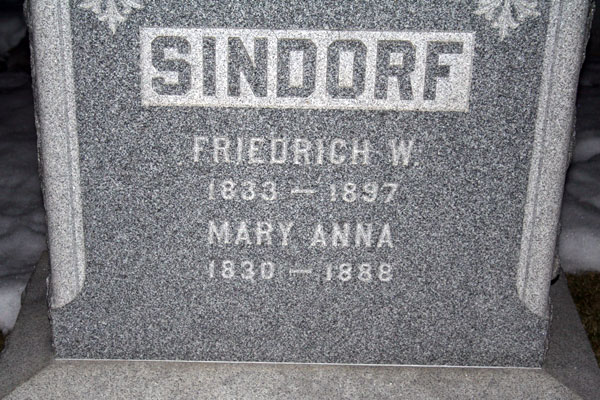 SINDORF
FRIEDRICH W.
1833 — 1897
MARY ANNA
1830 — 1888